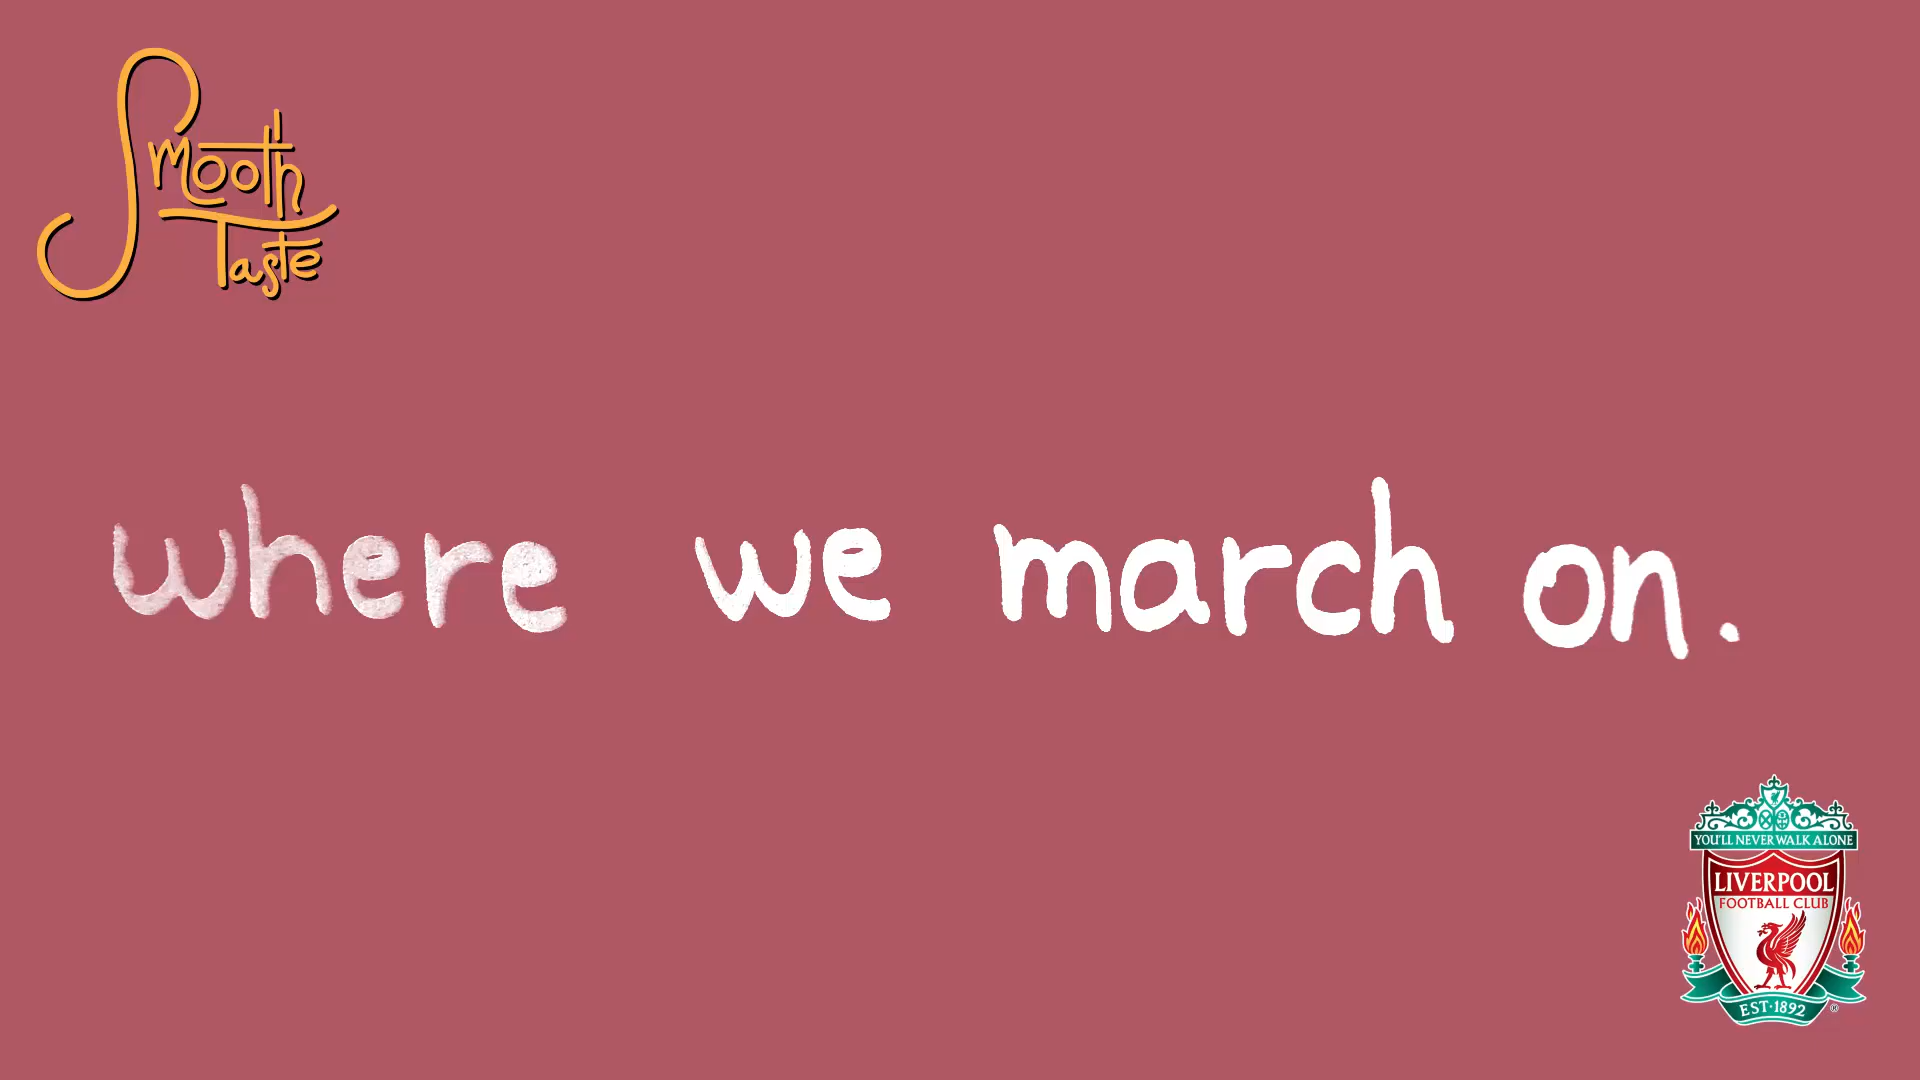 Smooth
Taste
where we march on.
YOU'LL NEVER WALK ALONE
LIVERPOOL
FOOTBALL CLUB
EST·1892
®